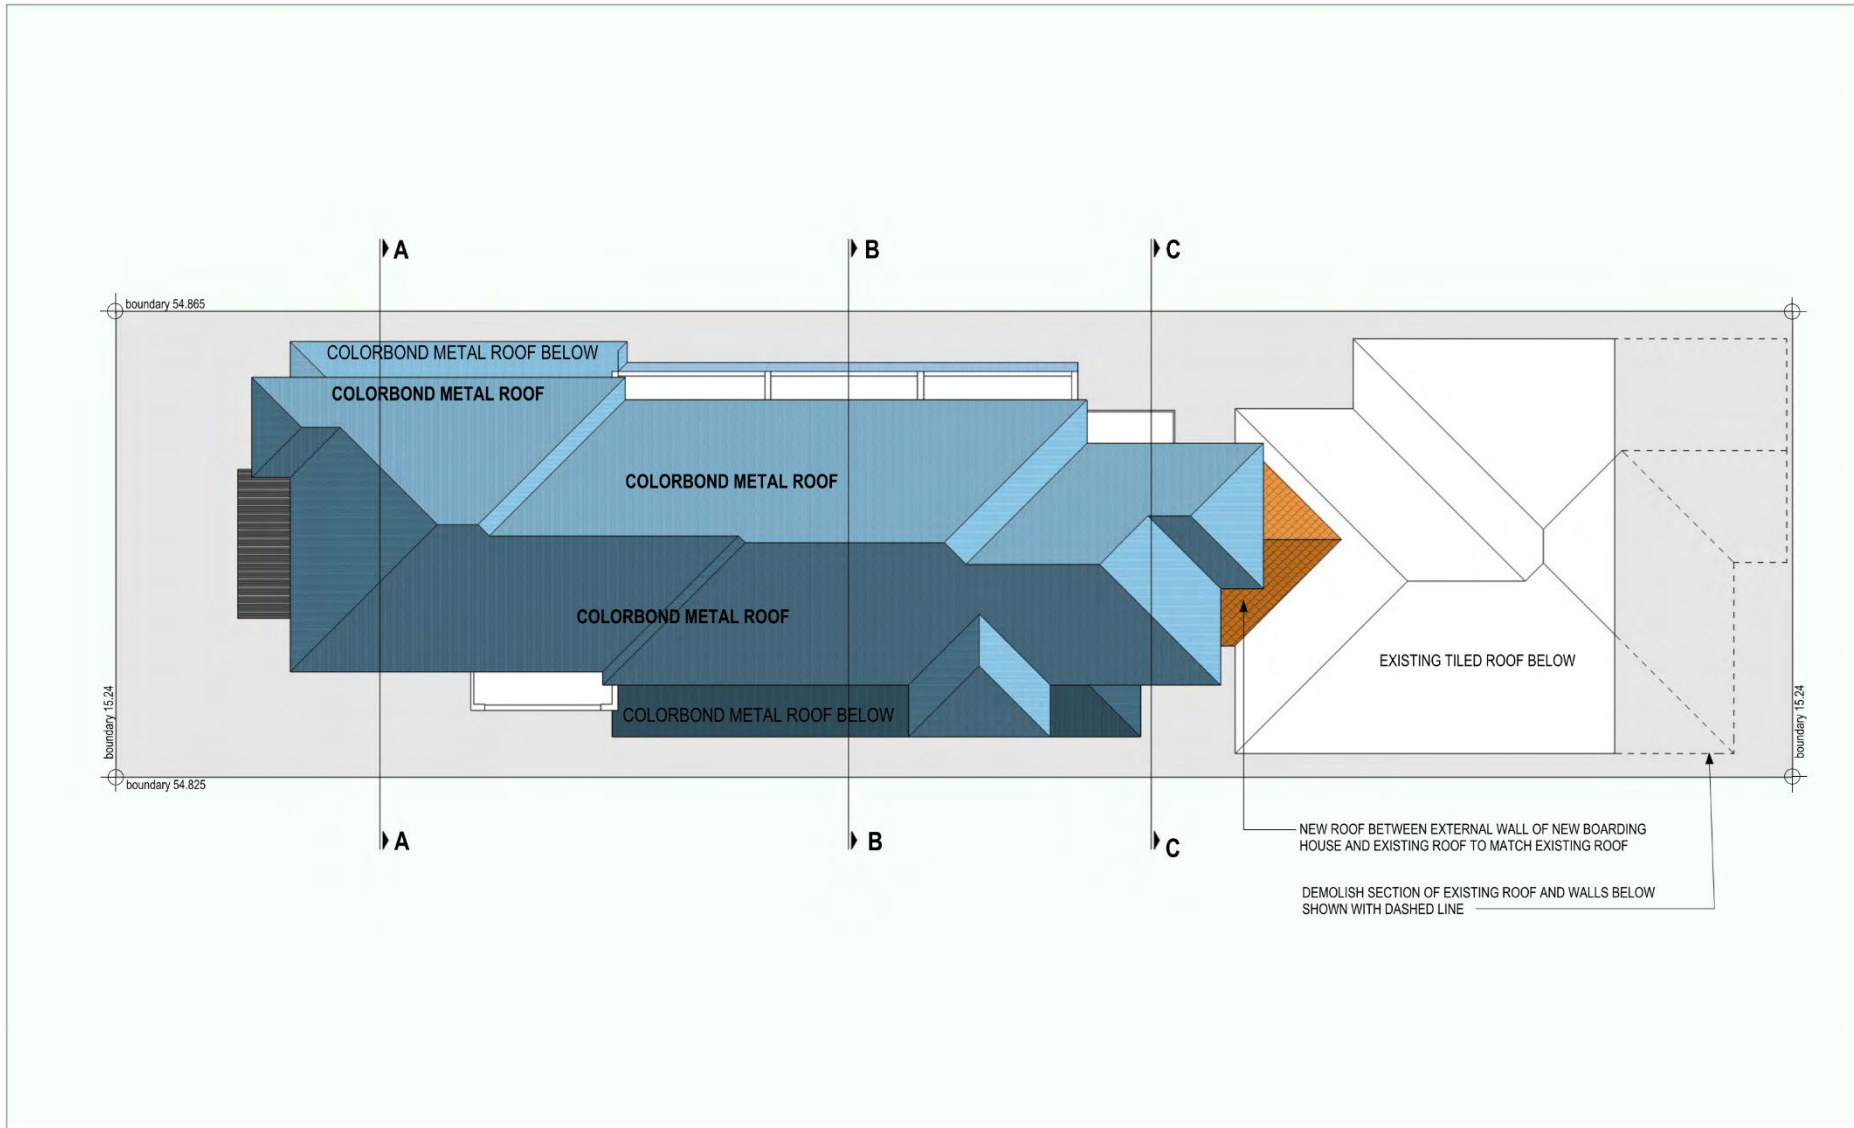 A
B
C
boundary 54.865
COLORBOND METAL ROOF BELOW
COLORBOND METAL ROOF
COLORBOND METAL ROOF
COLORBOND METAL ROOF
EXISTING TILED ROOF BELOW
COLORBOND METAL ROOF BELOW
boundary 15.24
boundary 15.24
boundary 54.825
NEW ROOF BETWEEN EXTERNAL WALL OF NEW BOARDING
HOUSE AND EXISTING ROOF TO MATCH EXISTING ROOF
A
B
C
DEMOLISH SECTION OF EXISTING ROOF AND WALLS BELOW
SHOWN WITH DASHED LINE